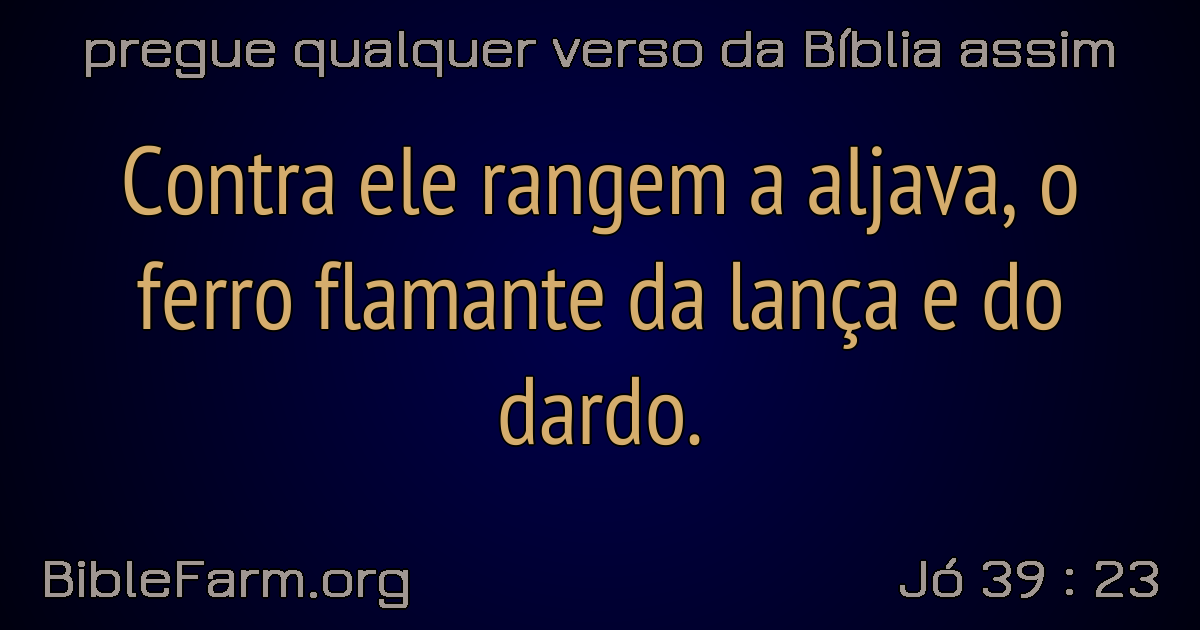 pregue qualquer verso da Bíblia assim
Contra ele rangem a aljava, o
ferro flamante da lança e do
dardo.
BibleFarm.org
Jó 39 : 23